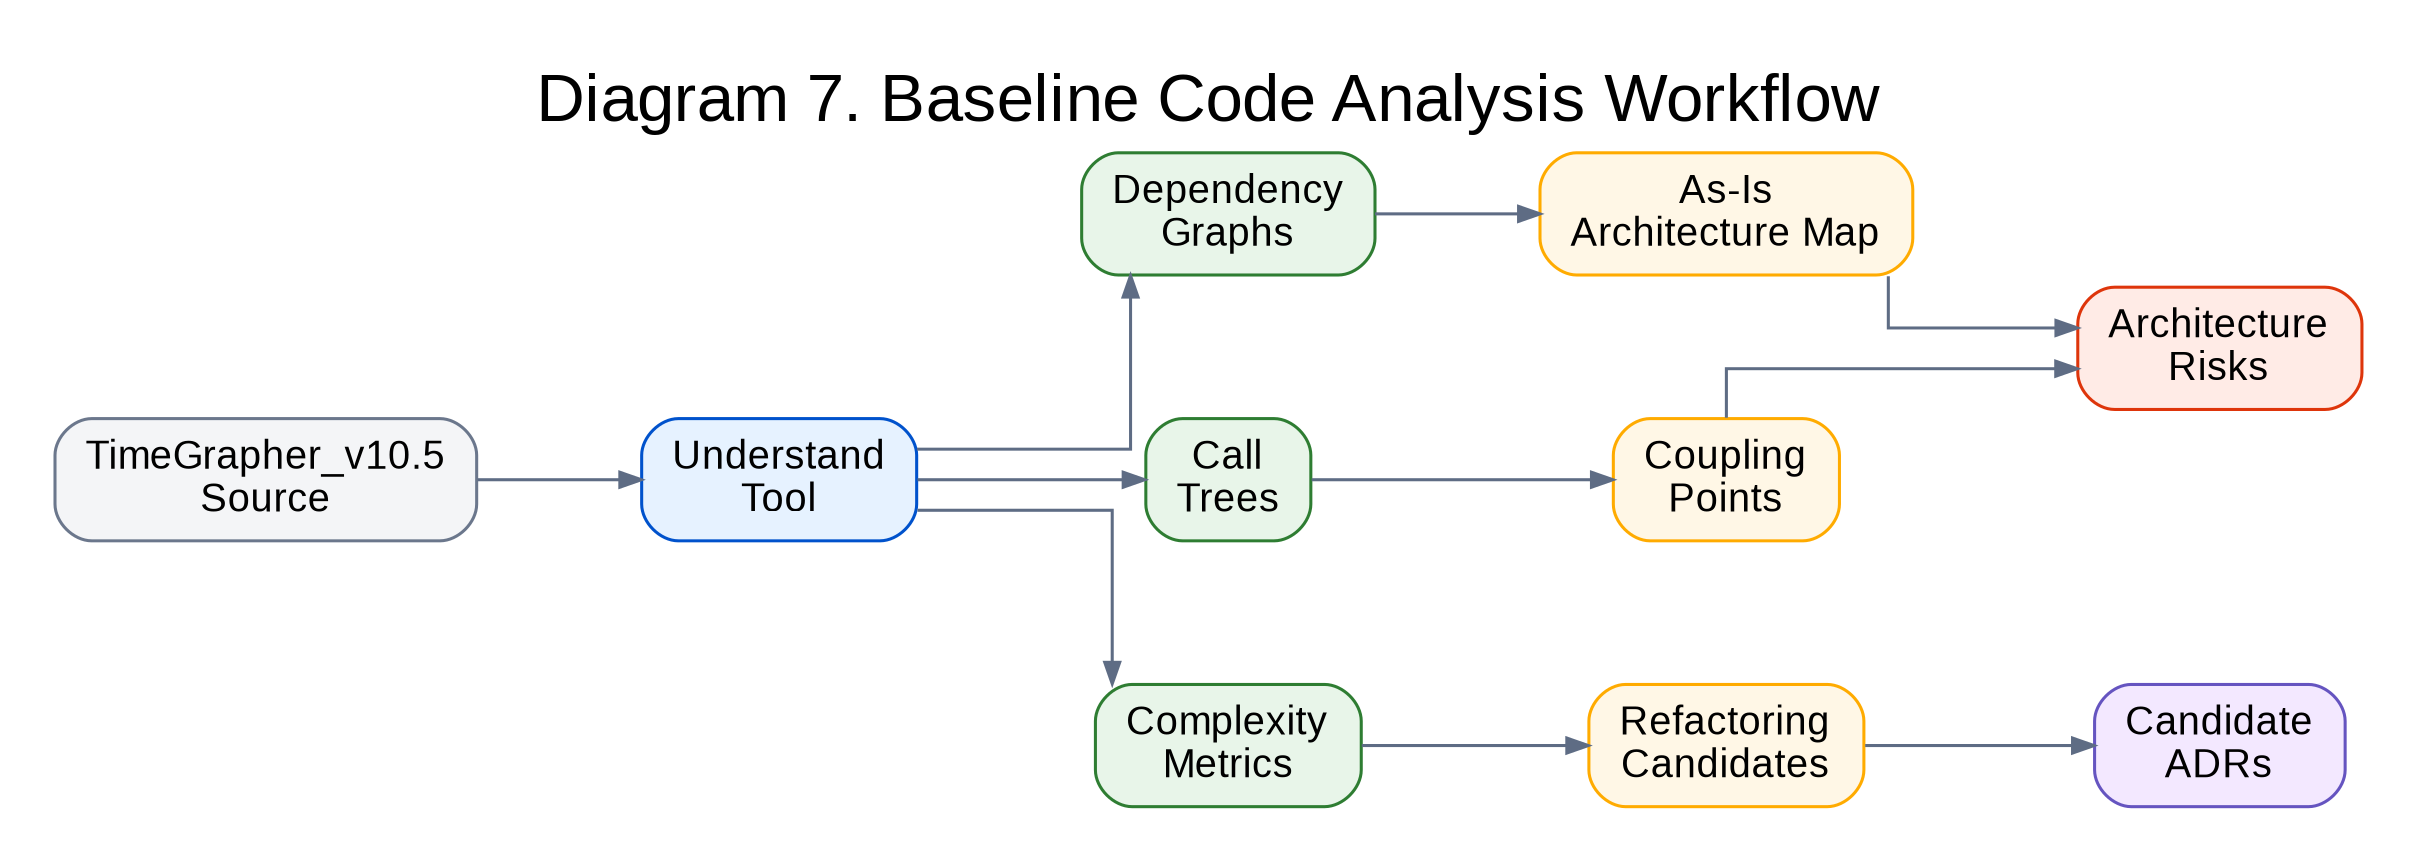 Diagram 7. Baseline Code Analysis Workflow
Dependency
Graphs
As-Is
Architecture Map
Architecture
Risks
TimeGrapher_v10.5
Source
Understand
Tool
Call
Trees
Coupling
Points
Complexity
Metrics
Refactoring
Candidates
Candidate
ADRs